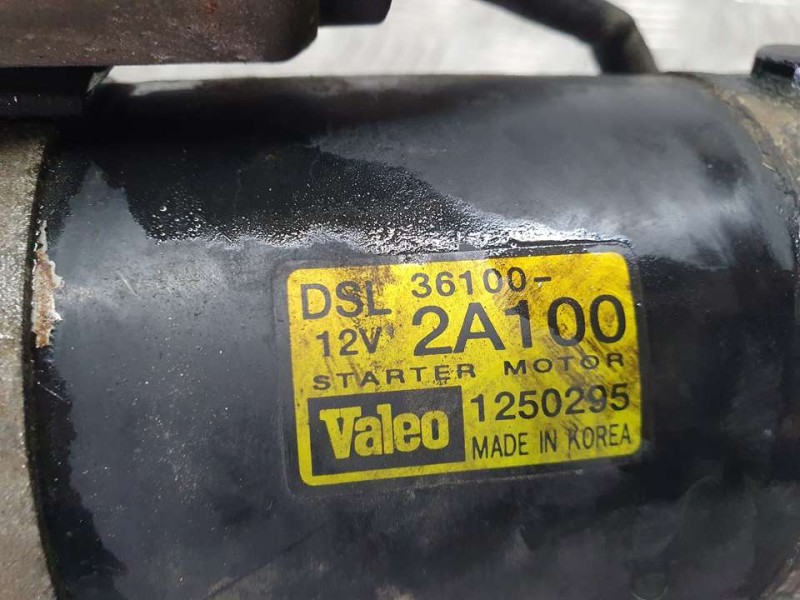 DSL 36100-
12V 2A100
STARTER MOTOR
Valeo 1250295
MADE IN KOREA